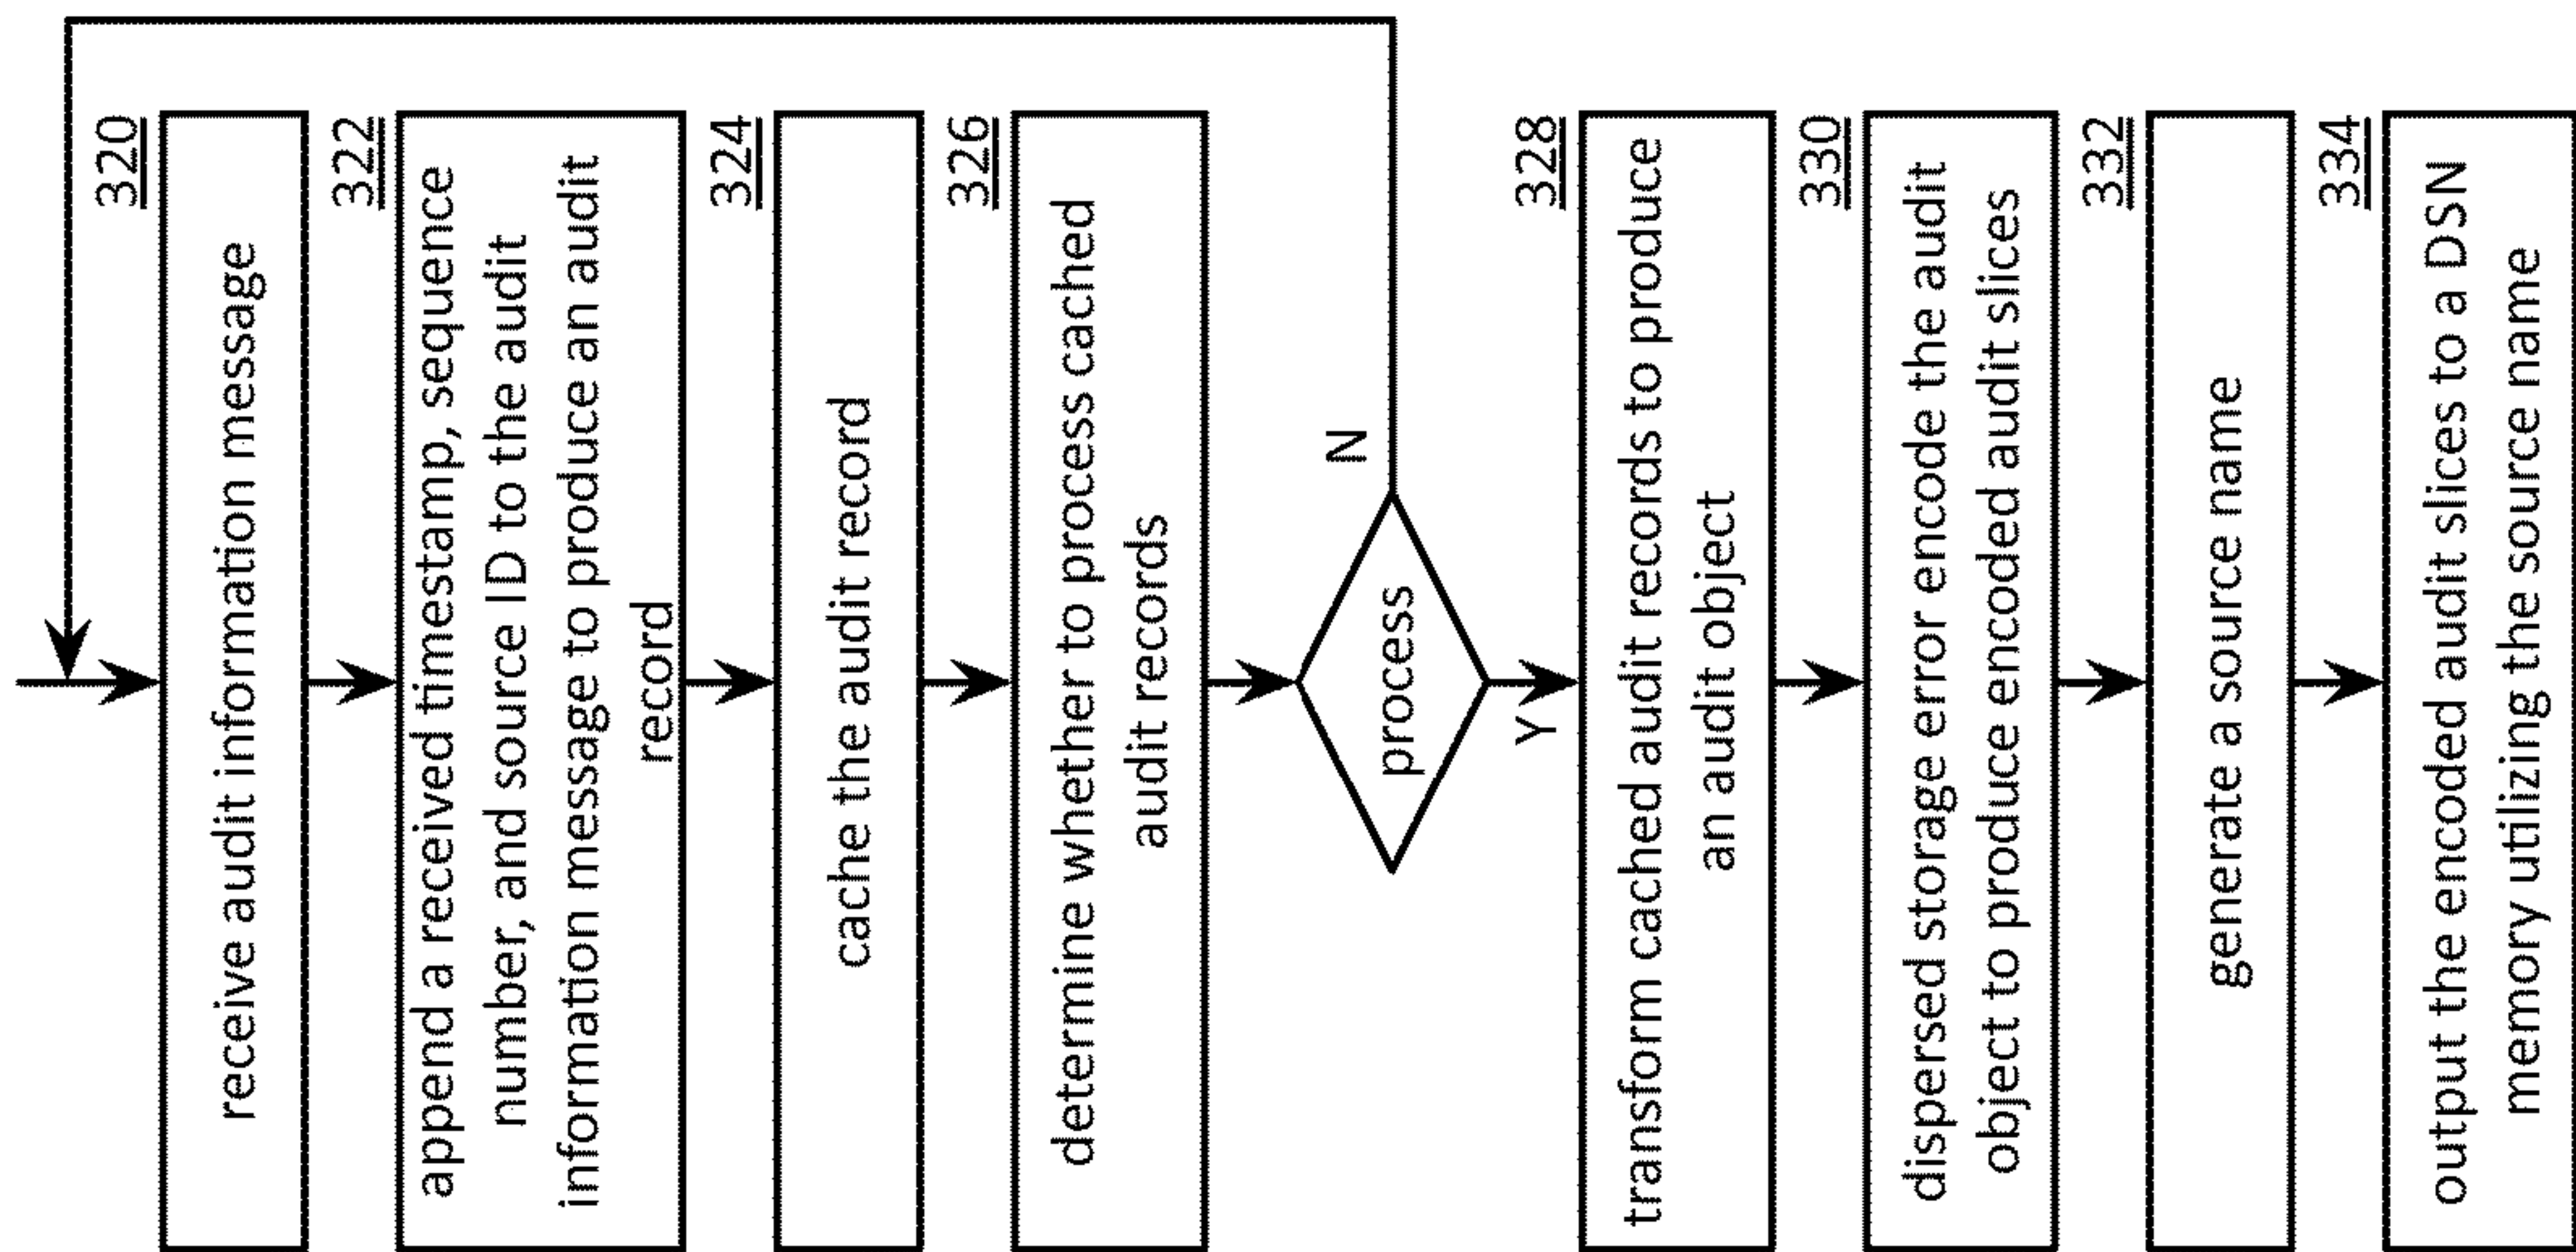 320
receive audit information message
322
append a received timestamp, sequence
number, and source ID to the audit
information message to produce an audit
record
324
cache the audit record
326
determine whether to process cached
audit records
process
N
Y
328
transform cached audit records to produce
an audit object
330
dispersed storage error encode the audit
object to produce encoded audit slices
332
generate a source name
334
output the encoded audit slices to a DSN
memory utilizing the source name